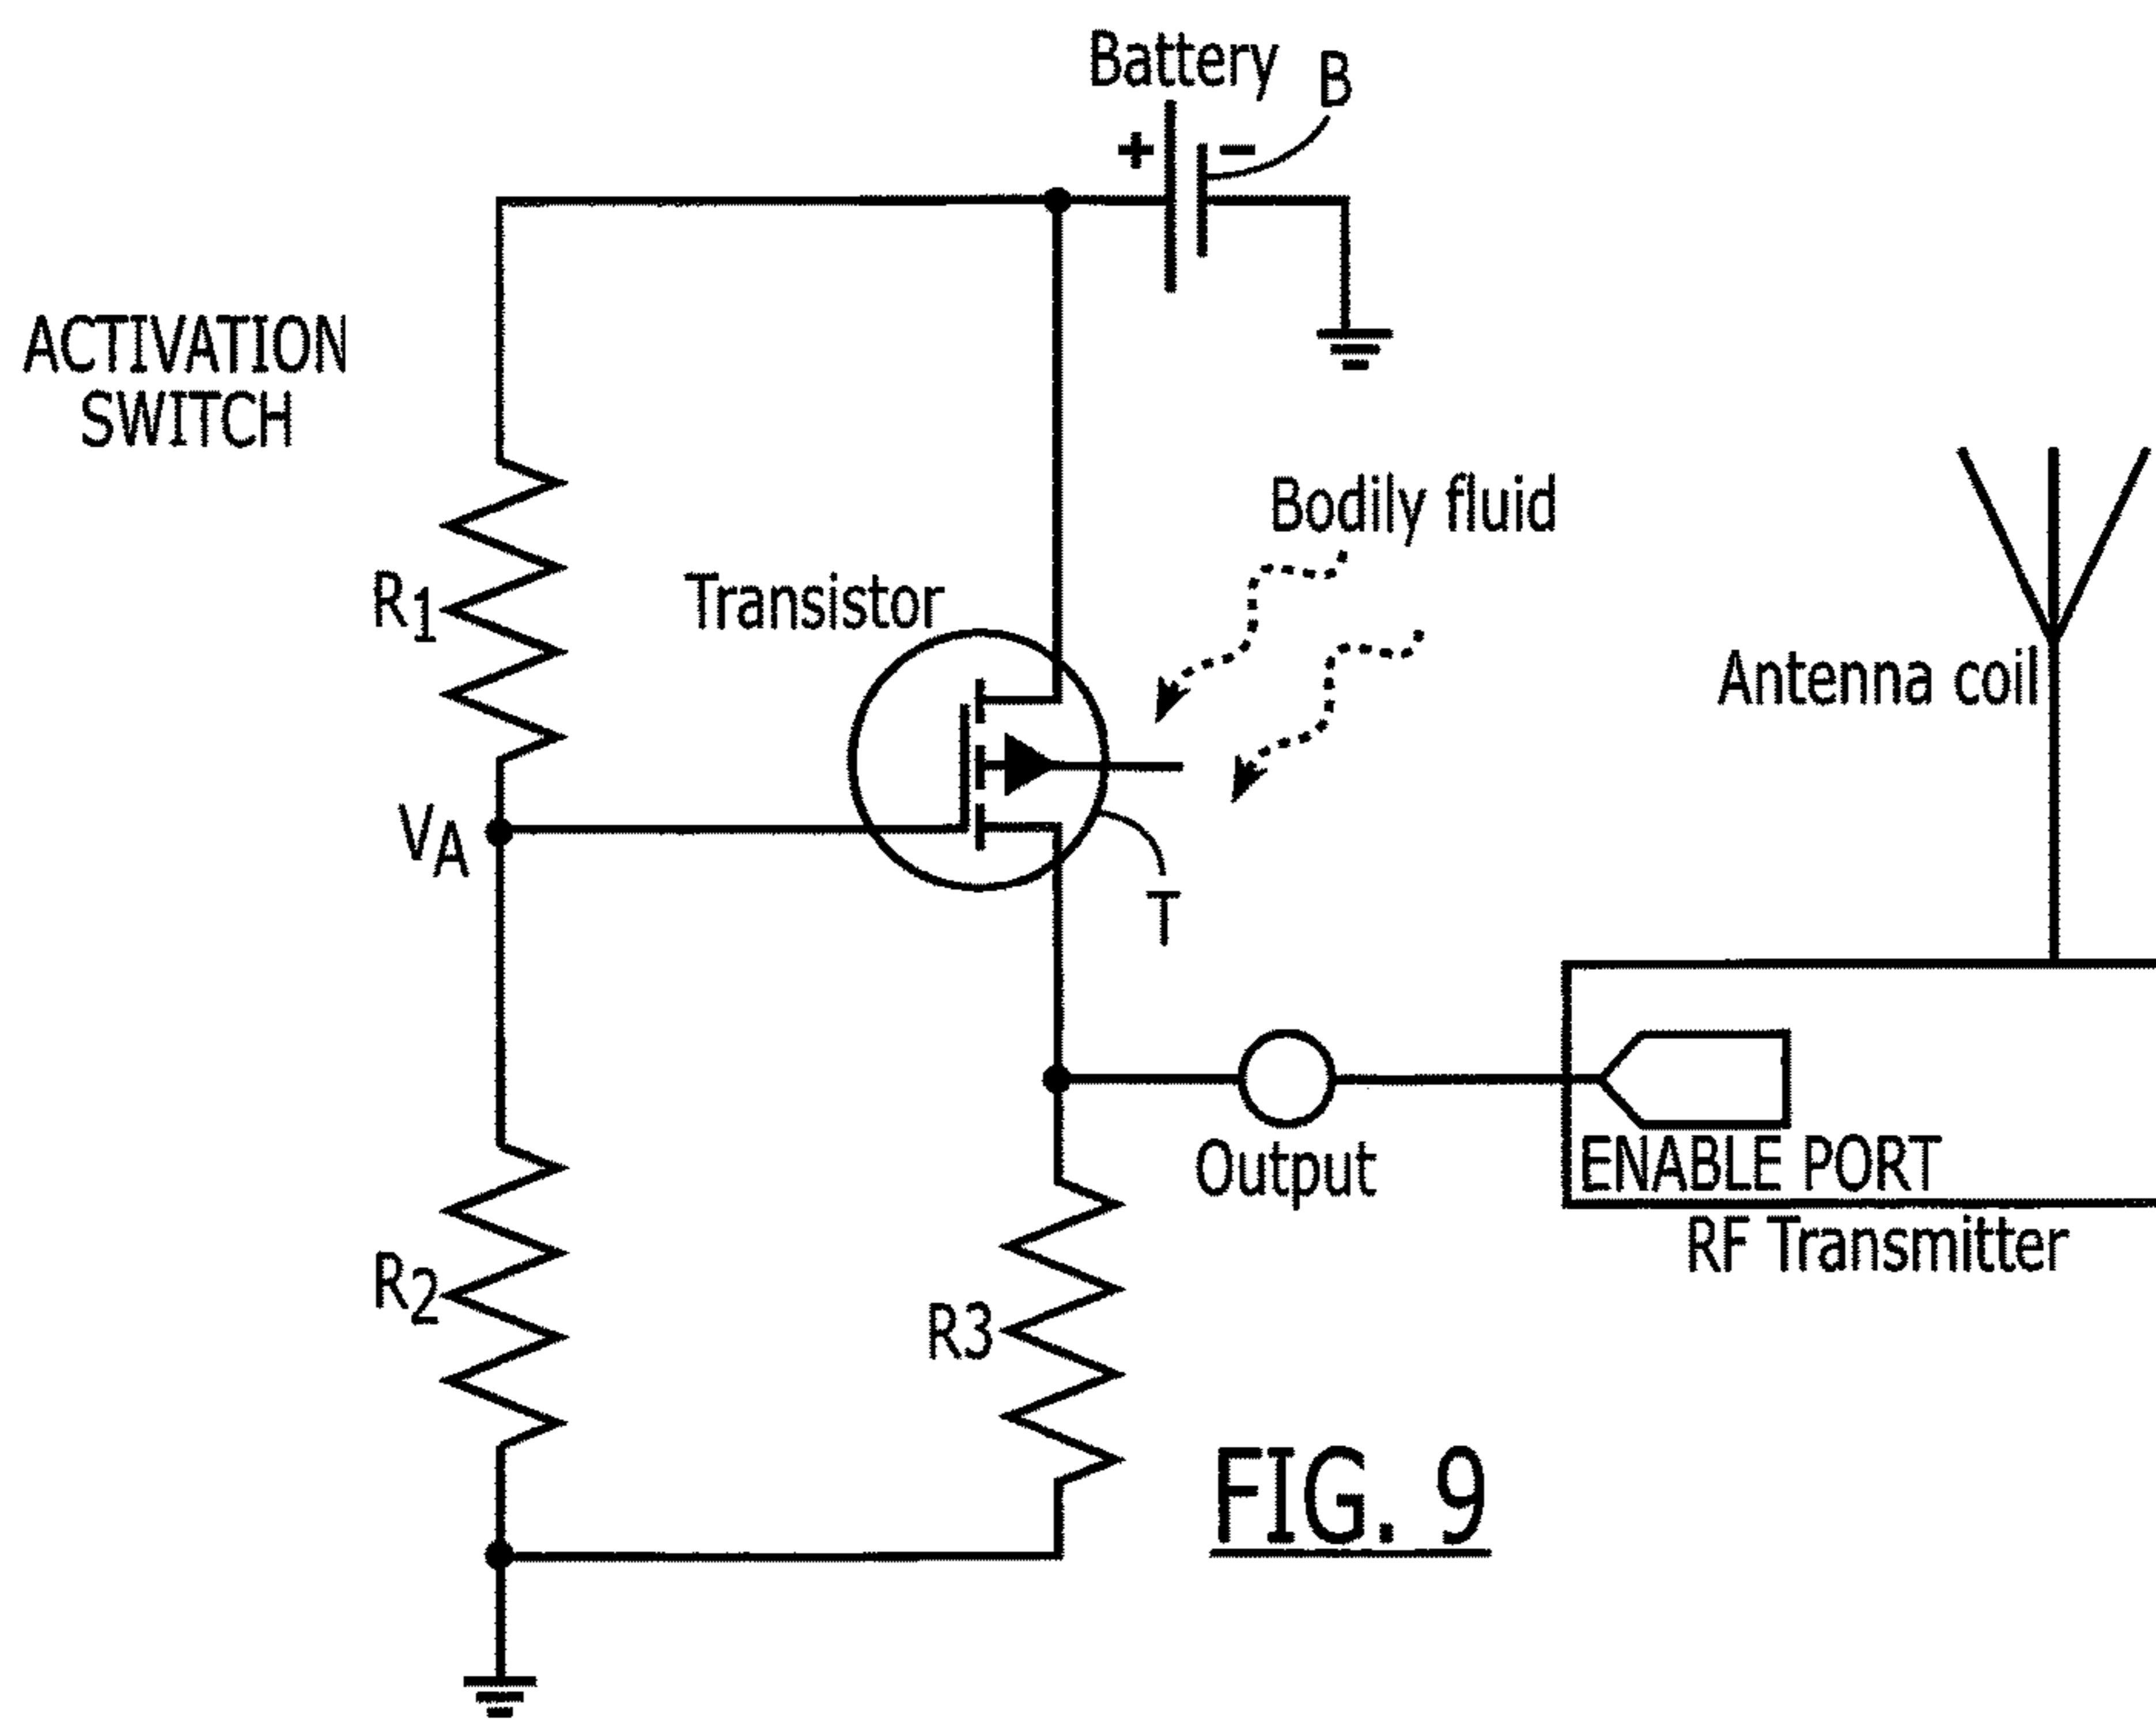 Battery
B
+ −
ACTIVATION
SWITCH
Bodily fluid
R1
Transistor
Antenna coil
VA
T
Output
ENABLE PORT
RF Transmitter
R2
R3
FIG. 9